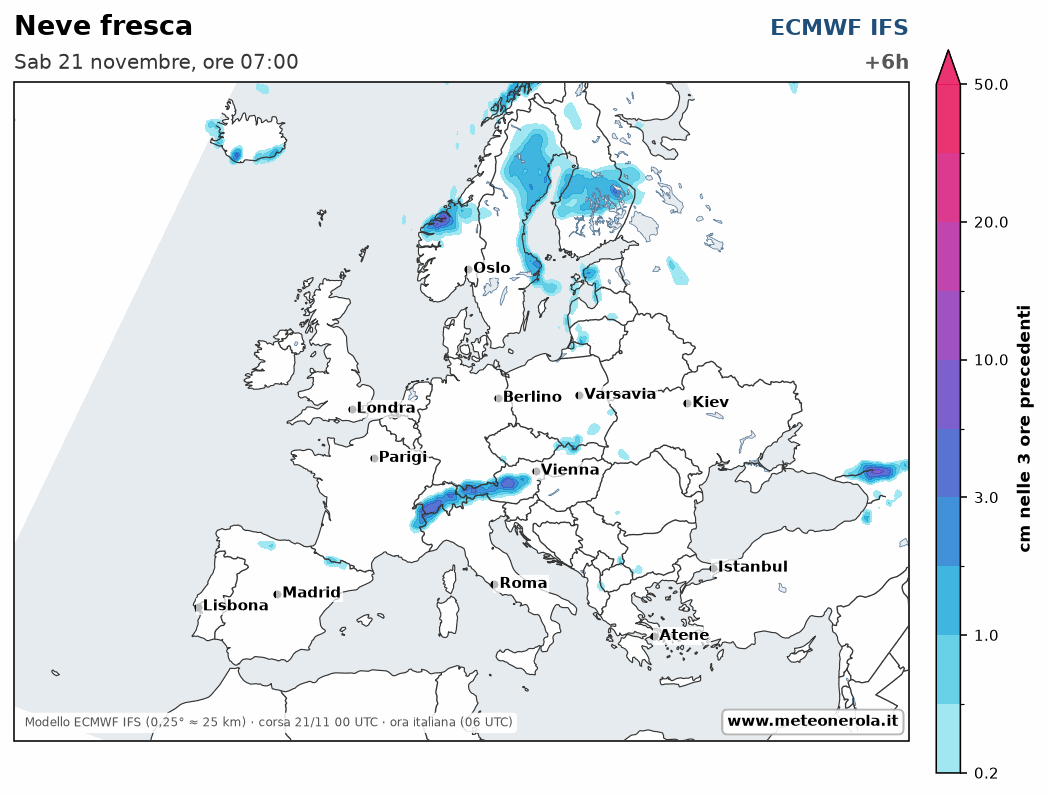 Neve fresca
ECMWF IFS
Sab 21 novembre, ore 07:00
+6h
50.0
20.0
10.0
3.0
1.0
0.2
cm nelle 3 ore precedenti
Oslo
Berlino
Varsavia
Kiev
Londra
Parigi
Vienna
Istanbul
Roma
Madrid
Lisbona
Atene
Modello ECMWF IFS (0,25° ≈ 25 km) · corsa 21/11 00 UTC · ora italiana (06 UTC)
www.meteonerola.it